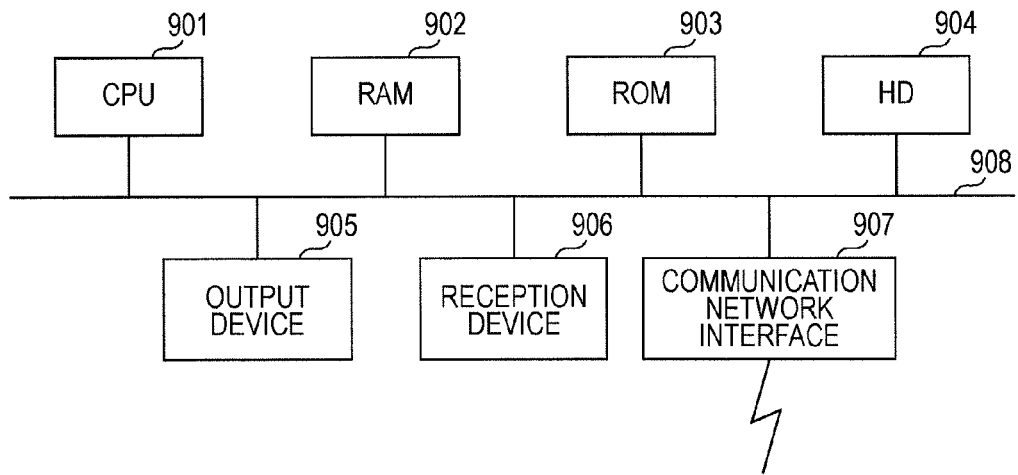 901
902
903
904
CPU
RAM
ROM
HD
908
905
906
907
OUTPUT
DEVICE
RECEPTION
DEVICE
COMMUNICATION
NETWORK
INTERFACE